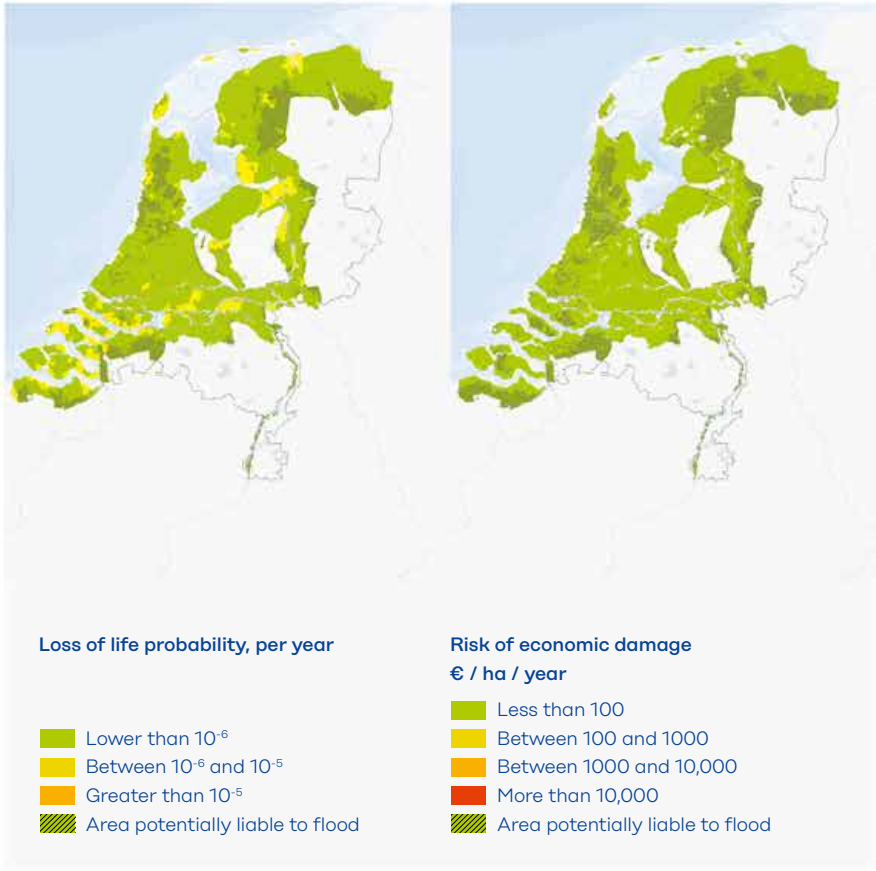 Loss of life probability, per year
Lower than 10⁻⁶
Between 10⁻⁶ and 10⁻⁵
Greater than 10⁻⁵
Area potentially liable to flood
Risk of economic damage
€ / ha / year
Less than 100
Between 100 and 1000
Between 1000 and 10,000
More than 10,000
Area potentially liable to flood